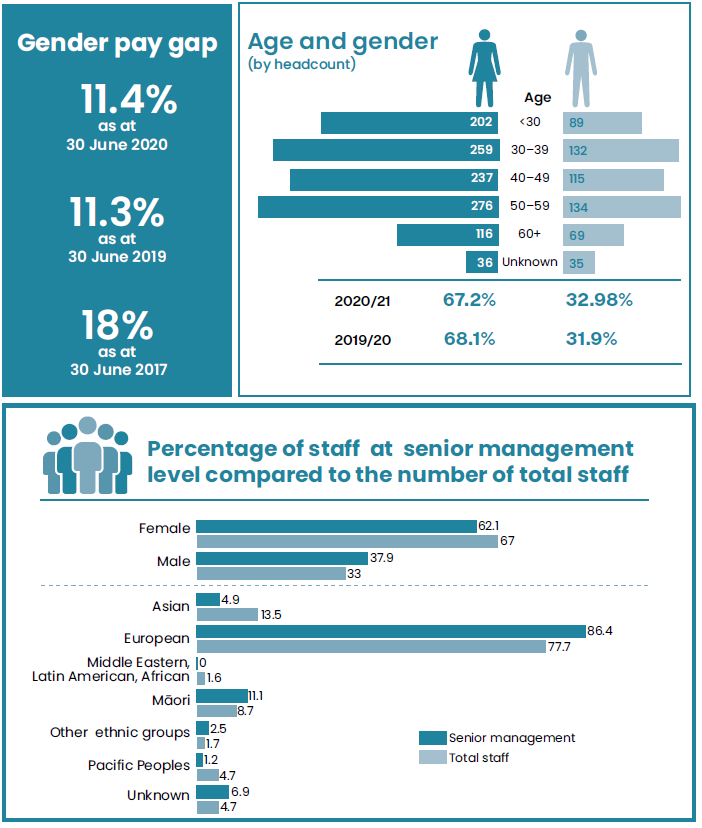 Gender pay gap
11.4%
as at
30 June 2020
11.3%
as at
30 June 2019
18%
as at
30 June 2017
Age and gender
(by headcount)
Age
202 <30 89
259 30–39 132
237 40–49 115
276 50–59 134
116 60+ 69
36 Unknown 35
2020/21 67.2% 32.98%
2019/20 68.1% 31.9%
Percentage of staff at senior management
level compared to the number of total staff
Female 62.1
67
Male 37.9
33
Asian 4.9
13.5
European 86.4
77.7
Middle Eastern, 0
Latin American, African 1.6
Māori 11.1
8.7
Other ethnic groups 2.5
1.7
Pacific Peoples 1.2
4.7
Unknown 6.9
4.7
Senior management
Total staff